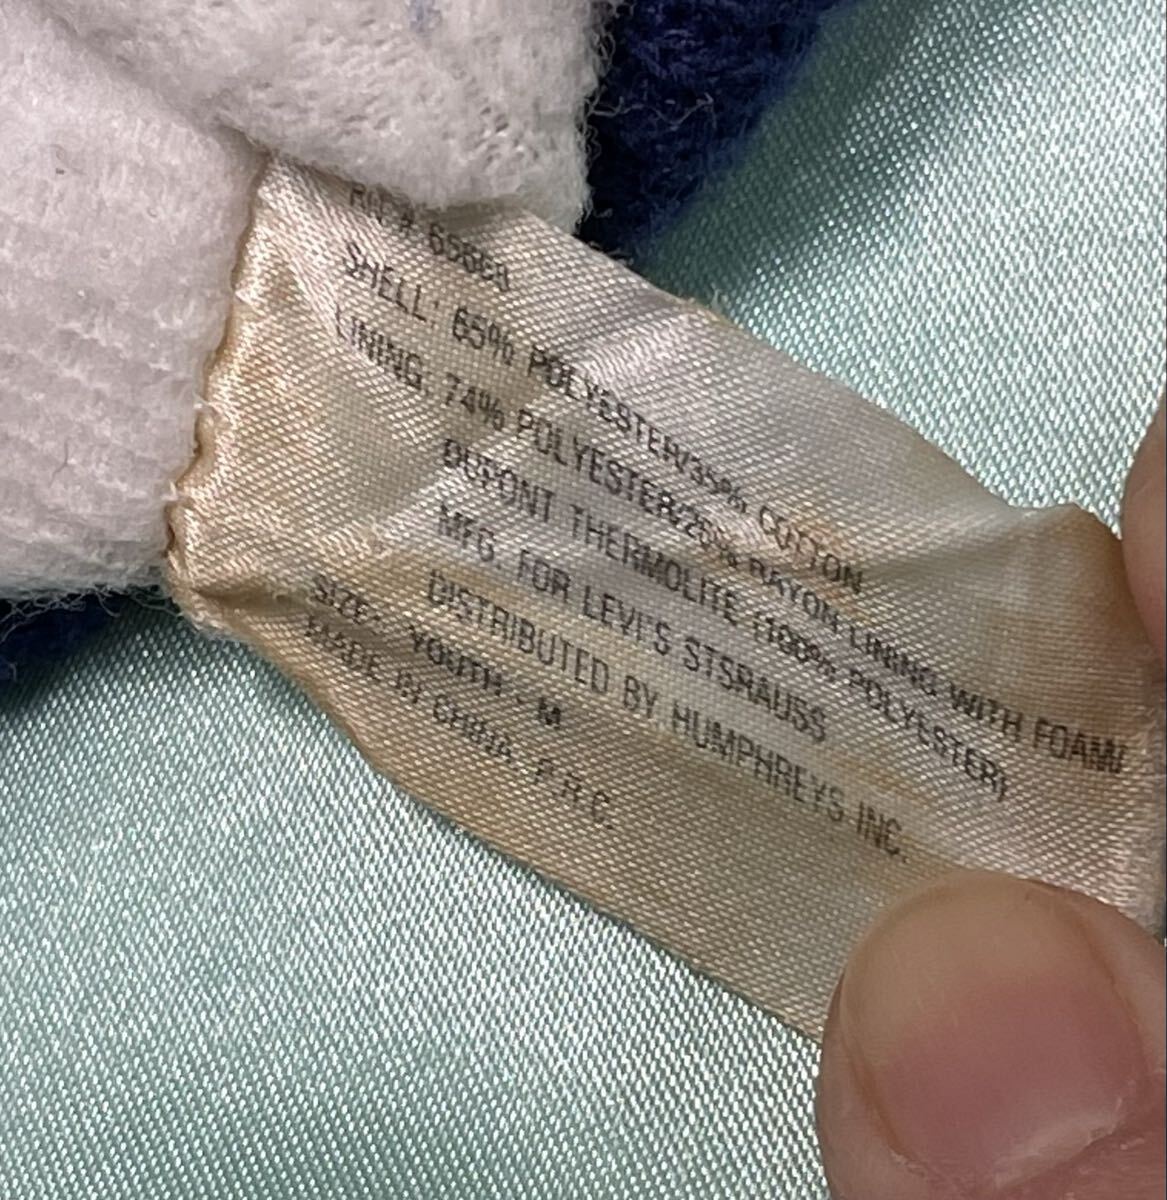 RN #
SHELL: 65% POLYESTER/35% COTTON
LINING, 74% POLYESTER/26% RAYON LINING WITH FOAM/
DUPONT THERMOLITE (100% POLYESTER)
MFG. FOR LEVI'S STSRAUSS
DISTRIBUTED BY HUMPHREYS INC.
SIZE: YOUTH - M
MADE IN CHINA, P.R.C.